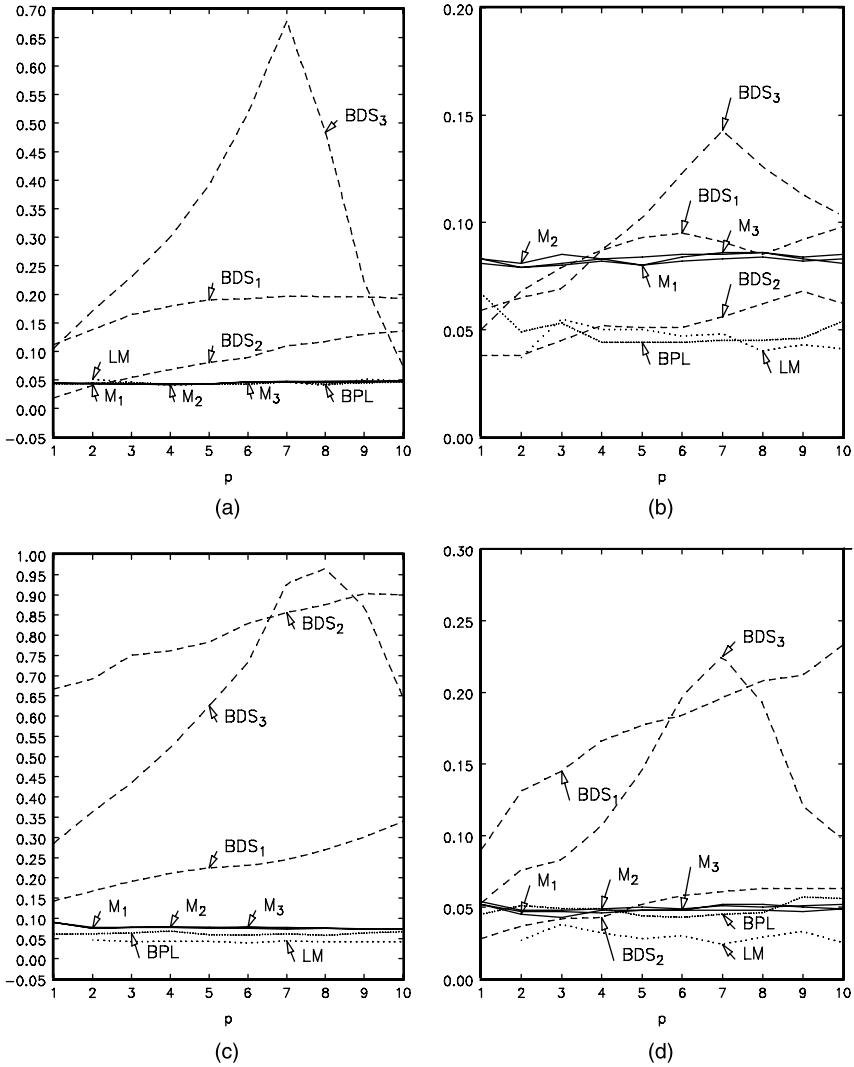 0.70
0.65
0.60
0.55
0.50
0.45
0.40
0.35
0.30
0.25
0.20
0.15
0.10
0.05
0.00
−0.05
BDS3
BDS1
BDS2
LM
M1
M2
M3
BPL
1 2 3 4 5 6 7 8 9 10
p
(a)
0.20
0.15
0.10
0.05
0.00
BDS3
BDS1
M2
M3
M1
BDS2
BPL
LM
1 2 3 4 5 6 7 8 9 10
p
(b)
1.00
0.95
0.90
0.85
0.80
0.75
0.70
0.65
0.60
0.55
0.50
0.45
0.40
0.35
0.30
0.25
0.20
0.15
0.10
0.05
0.00
−0.05
BDS2
BDS3
BDS1
M1
M2
M3
BPL
LM
1 2 3 4 5 6 7 8 9 10
p
(c)
0.30
0.25
0.20
0.15
0.10
0.05
0.00
BDS3
BDS1
M1
M2
M3
BPL
BDS2
LM
1 2 3 4 5 6 7 8 9 10
p
(d)